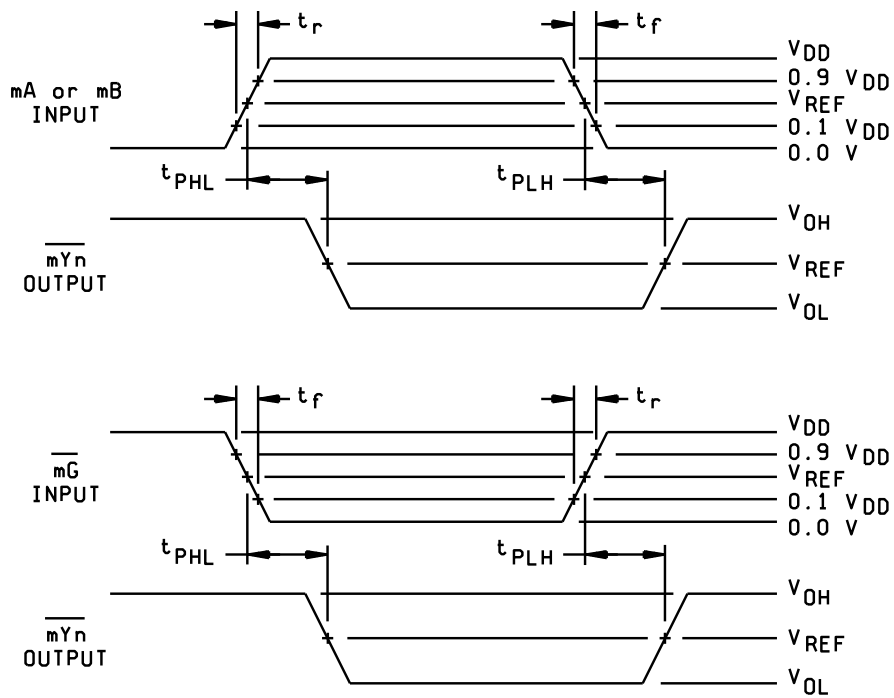 tr
tf
VDD
0.9 VDD
mA or mB
INPUT
VREF
0.1 VDD
0.0 V
tPHL
tPLH
VOH
mYn
OUTPUT
VREF
VOL
tf
tr
VDD
0.9 VDD
mG
INPUT
VREF
0.1 VDD
0.0 V
tPHL
tPLH
VOH
mYn
OUTPUT
VREF
VOL